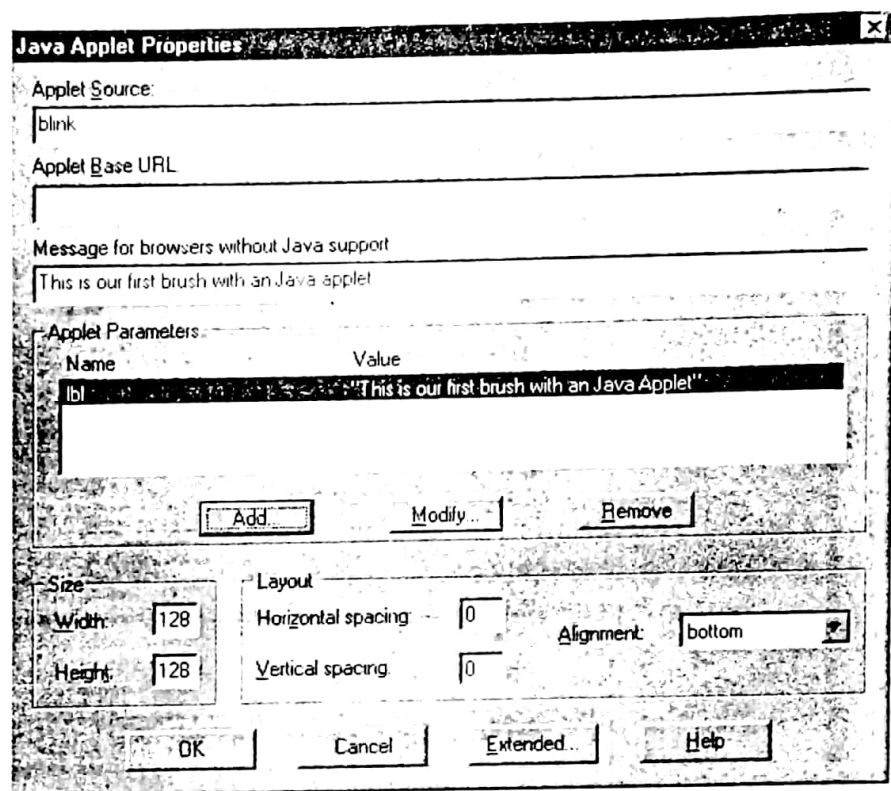 Java Applet Properties
Applet Source:
blink
Applet Base URL
Message for browsers without Java support
This is our first brush with an Java applet
Applet Parameters
Name Value
lbl "This is our first brush with an Java Applet"
Add... Modify... Remove
Size Layout
Width: 128 Horizontal spacing: 0 Alignment: bottom
Height: 128 Vertical spacing: 0
OK Cancel Extended... Help